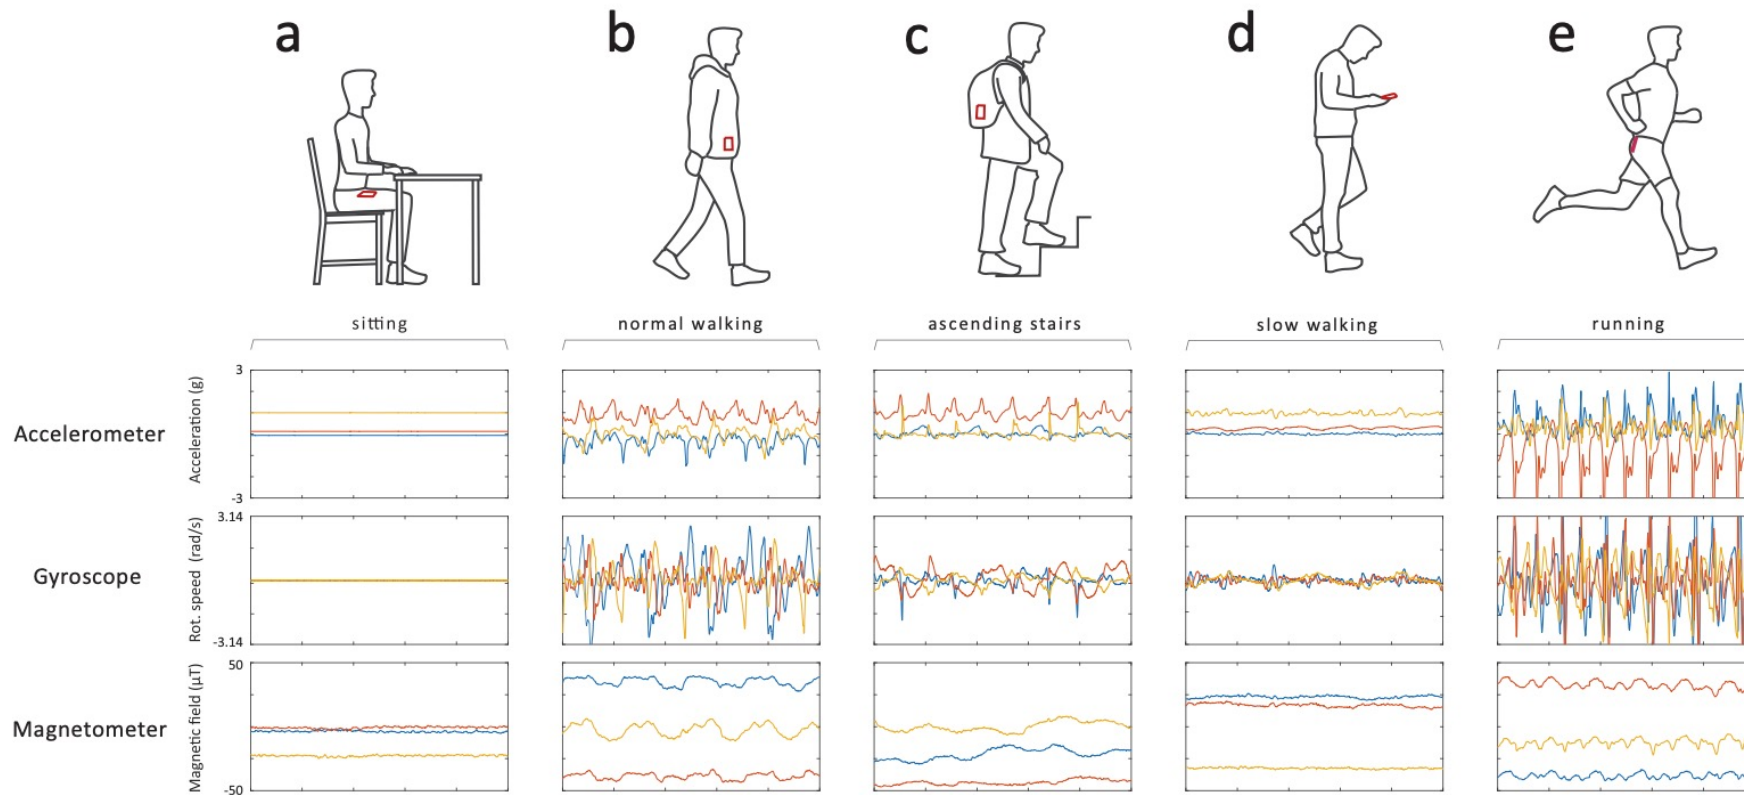 a b c d e
sitting normal walking ascending stairs slow walking running
Accelerometer
Acceleration (g)
3
-3
Gyroscope
Rot. speed (rad/s)
3.14
-3.14
Magnetometer
Magnetic field (µT)
50
-50